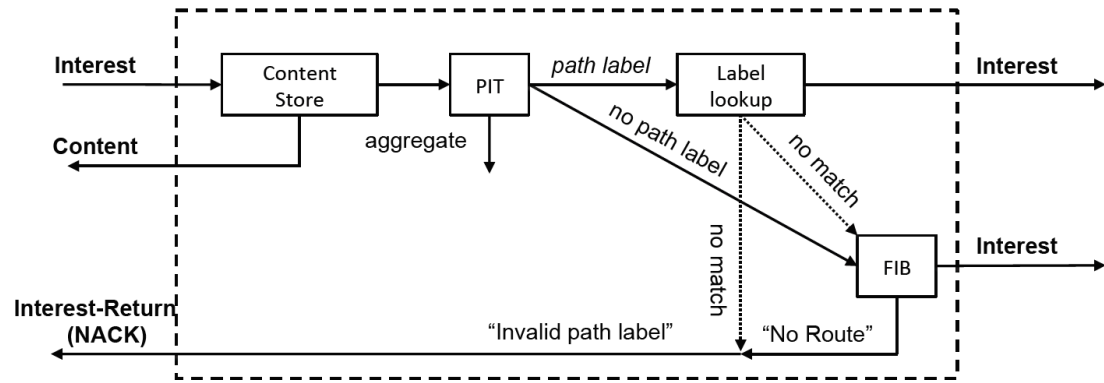 Interest
Content
Store
PIT
path label
Label
lookup
Interest
aggregate
no path label
no match
no match
Content
FIB
Interest
Interest-Return
(NACK)
“Invalid path label”
“No Route”